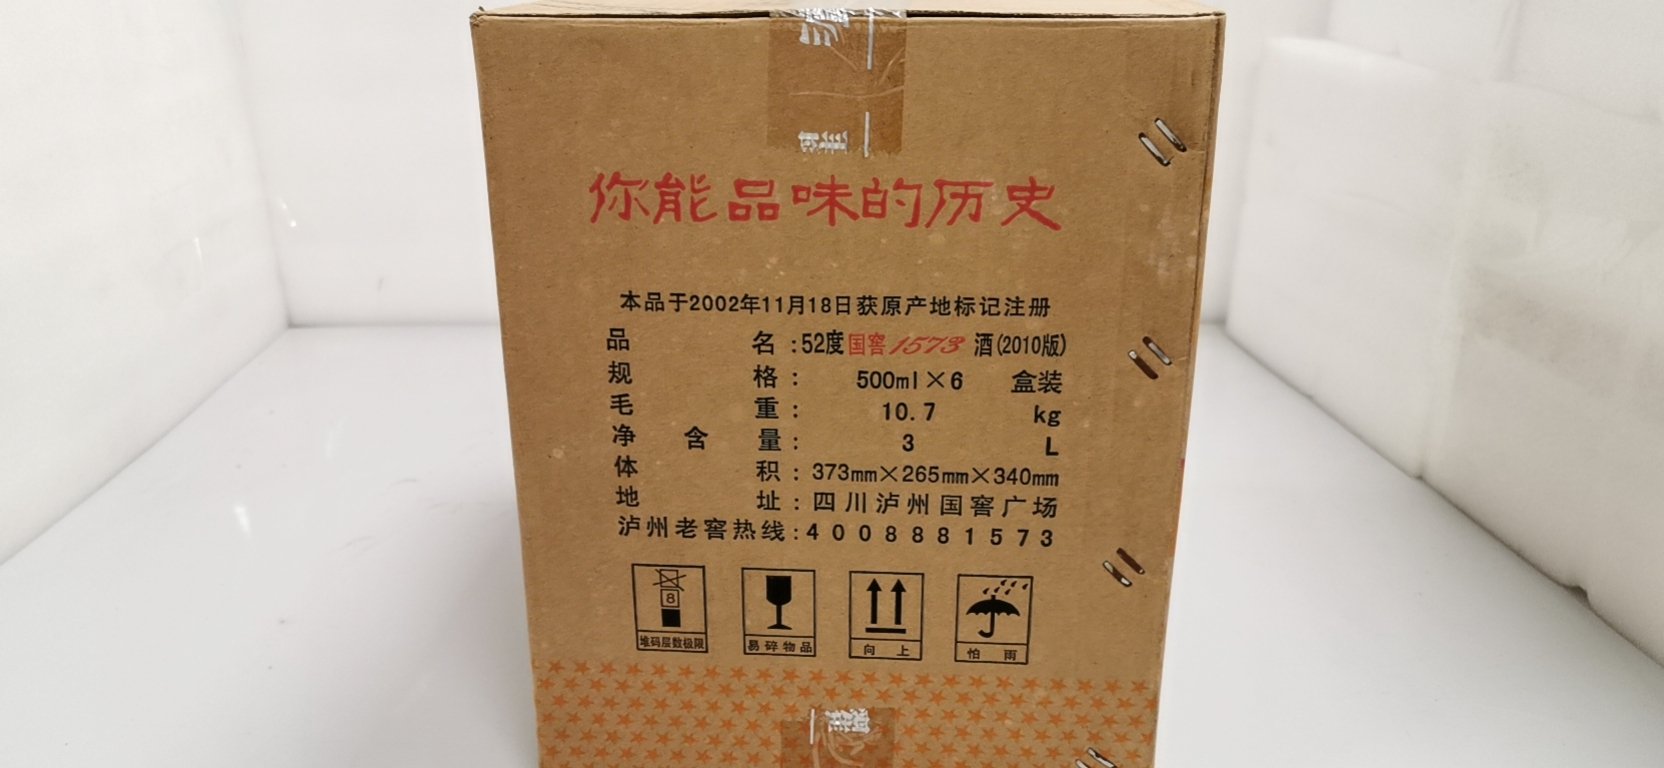 你能品味的历史
本品于2002年11月18日获原产地标记注册
品名:52度国窖1573酒(2010版)
规格:500ml×6 盒装
毛重:10.7 kg
净含量:3 L
体积:373mm×265mm×340mm
地址:四川泸州国窖广场
泸州老窖热线:4008881573
8
堆码层数极限 易碎物品 向上 怕雨